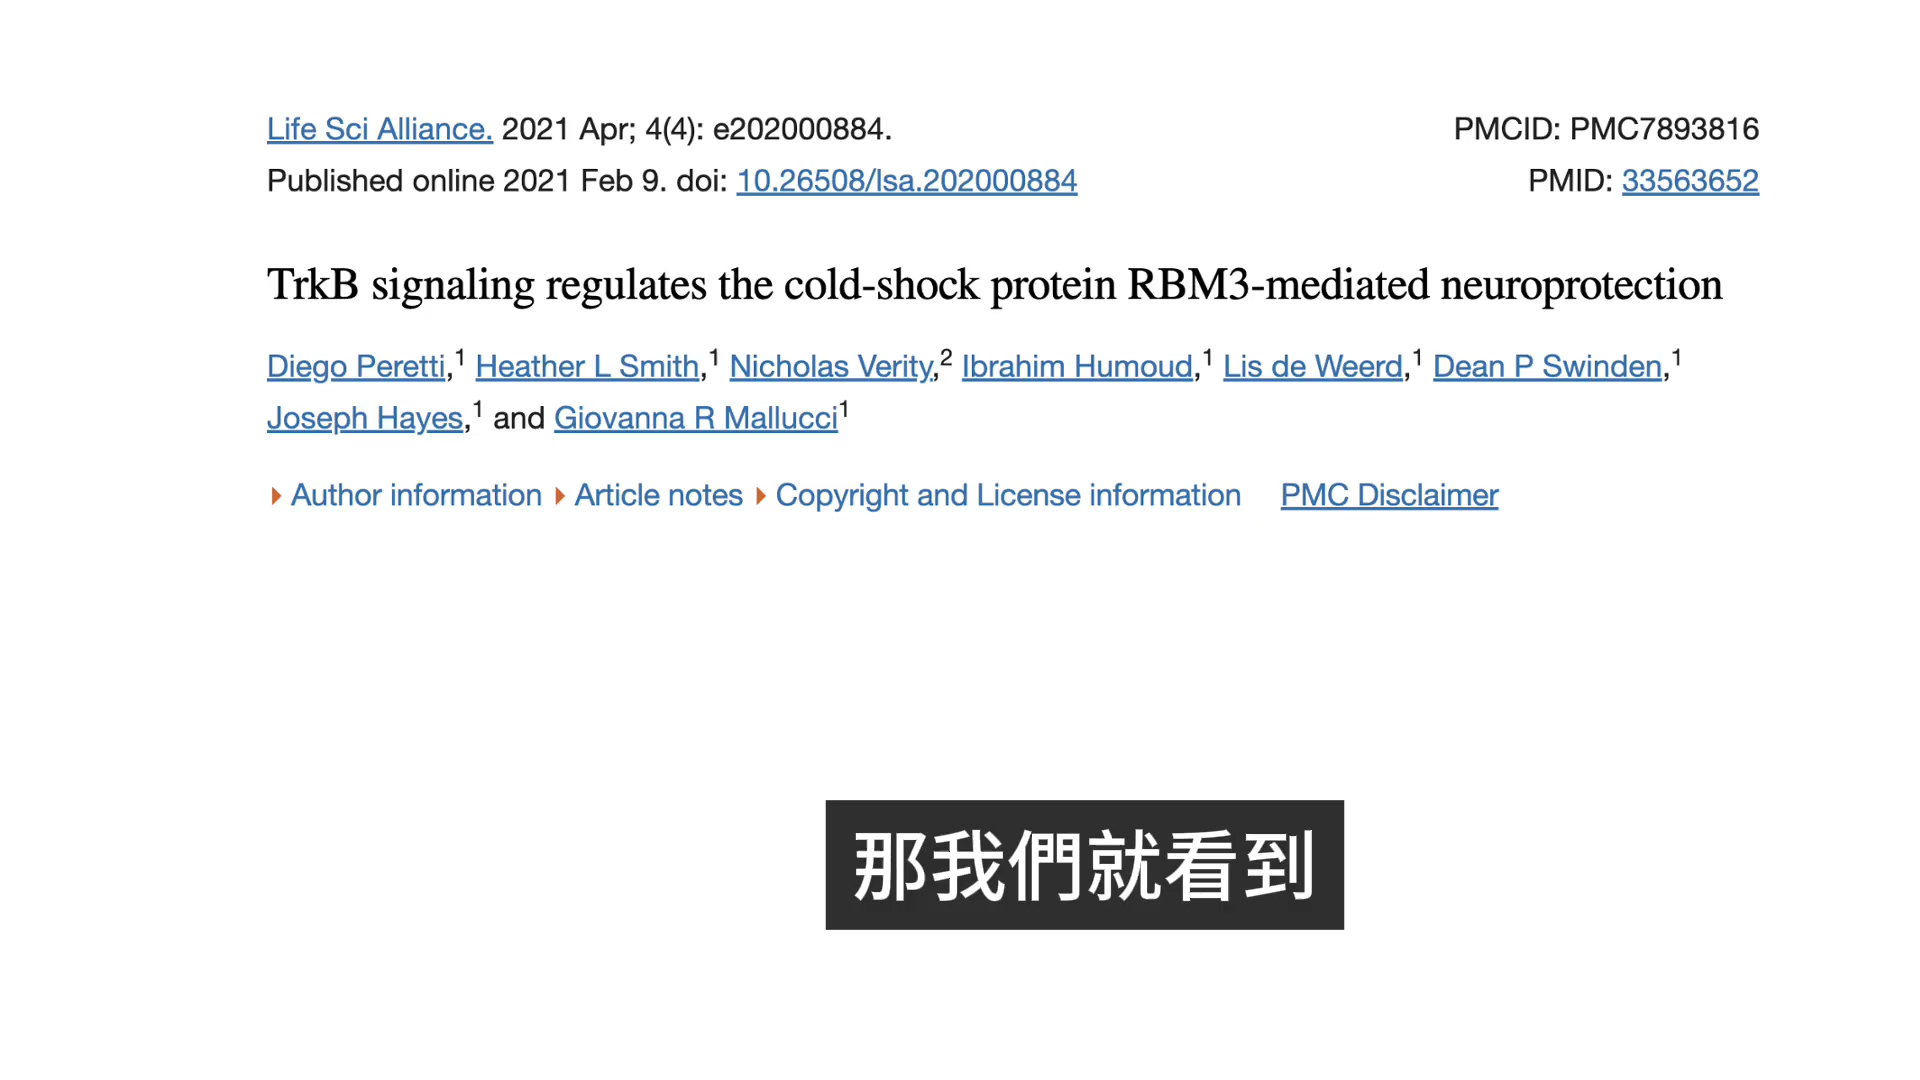 Life Sci Alliance. 2021 Apr; 4(4): e202000884. PMCID: PMC7893816
Published online 2021 Feb 9. doi: 10.26508/lsa.202000884 PMID: 33563652
TrkB signaling regulates the cold-shock protein RBM3-mediated neuroprotection
Diego Peretti,1 Heather L Smith,1 Nicholas Verity,2 Ibrahim Humoud,1 Lis de Weerd,1 Dean P Swinden,1
Joseph Hayes,1 and Giovanna R Mallucci1
Author information Article notes Copyright and License information PMC Disclaimer
那我們就看到